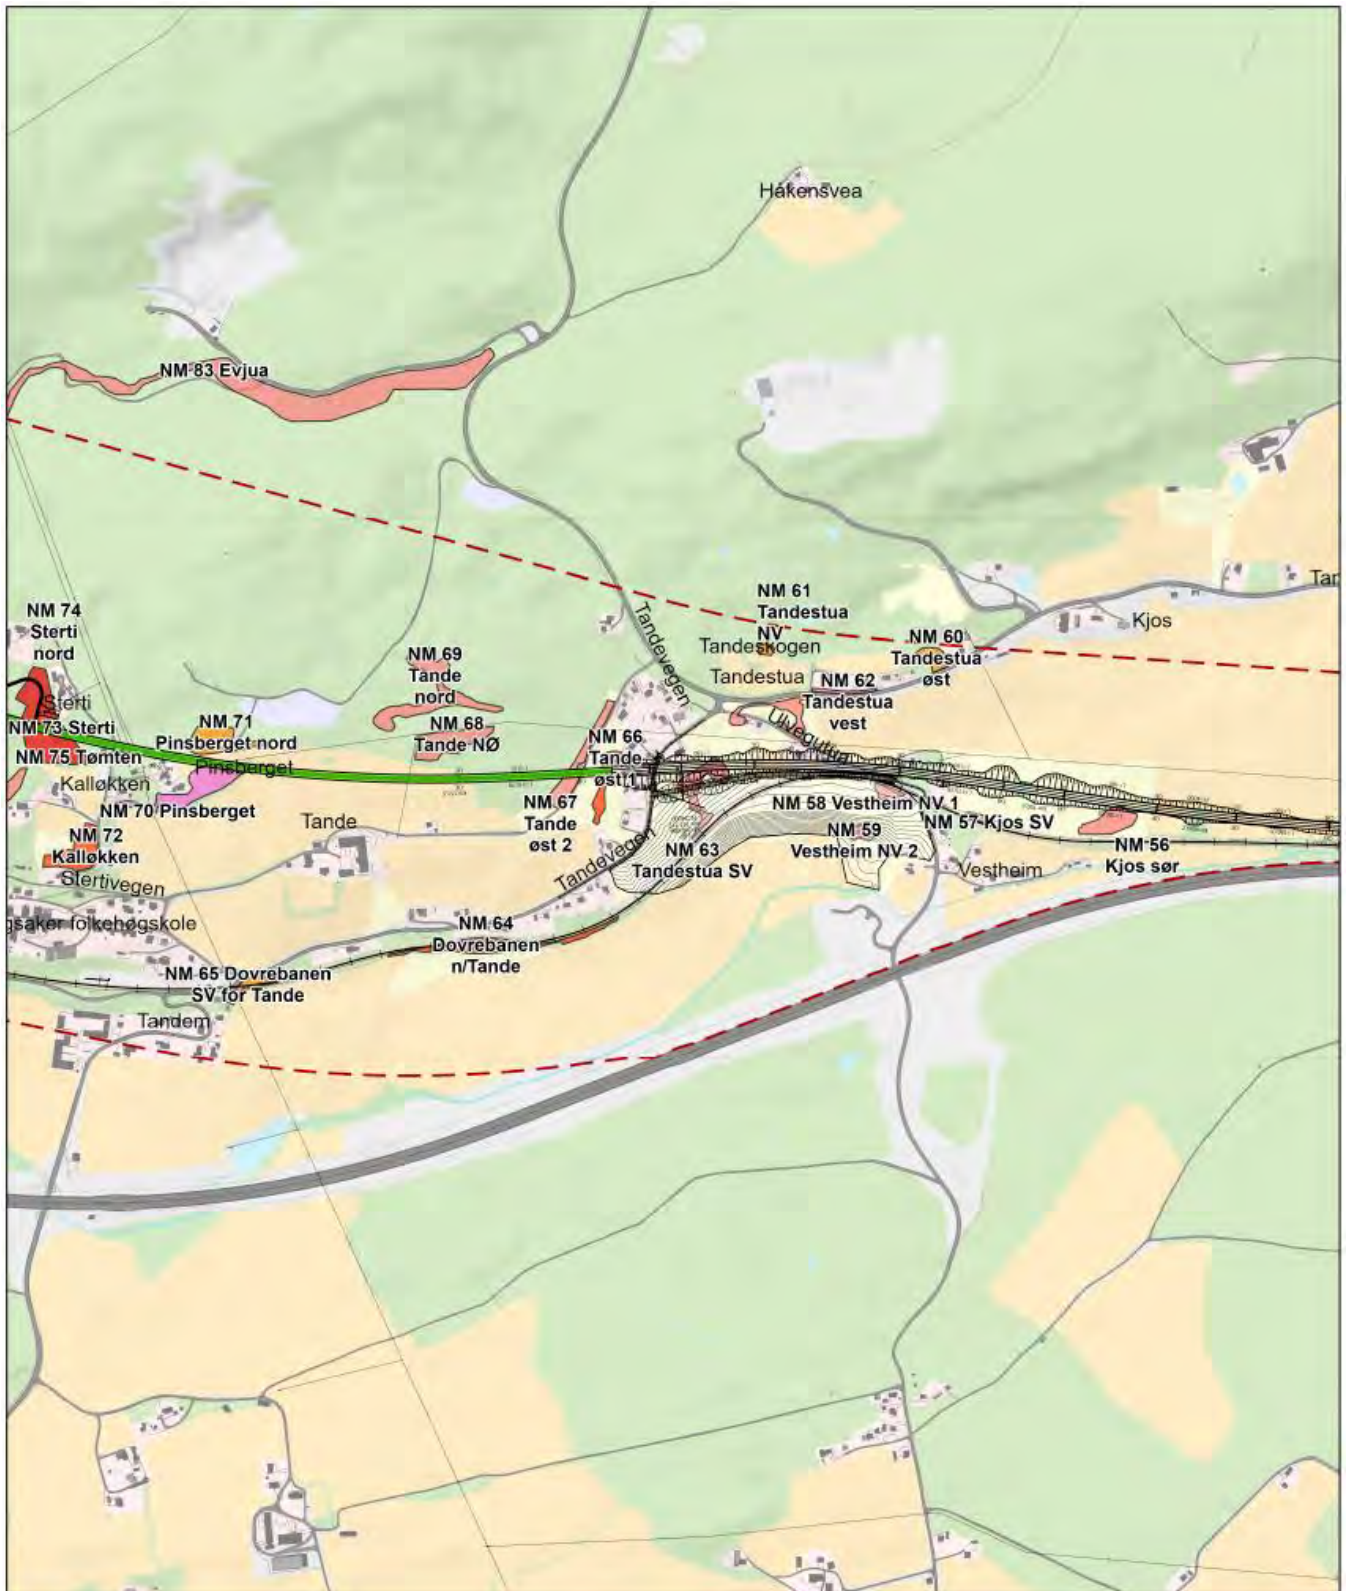 Håkensvea
NM 83 Evjua
NM 61
Tandestua
NV
NM 74
Sterti
nord
Tar
Kjos
Tandevegen
Tandeskogen
NM 60
Tandestua
øst
NM 69
Tande
nord
Tandestua
NM 62
Tandestua
vest
Sterti
NM 73 Sterti
NM 71
Pinsberget nord
NM 68
Tande NØ
Ulvegutua
NM 66
Tande
øst 1
NM 75 Tømten
Pinsberget
Kalløkken
NM 70 Pinsberget
NM 67
Tande
øst 2
NM 58 Vestheim NV 1
NM 57 Kjos SV
Tande
NM 59
Vestheim NV 2
NM 72
Kalløkken
NM 63
Tandestua SV
NM 56
Kjos sør
Tandevegen
Vestheim
Stertivegen
gsaker folkehøgskole
NM 64
Dovrebanen
n/Tande
NM 65 Dovrebanen
SV for Tande
Tandem